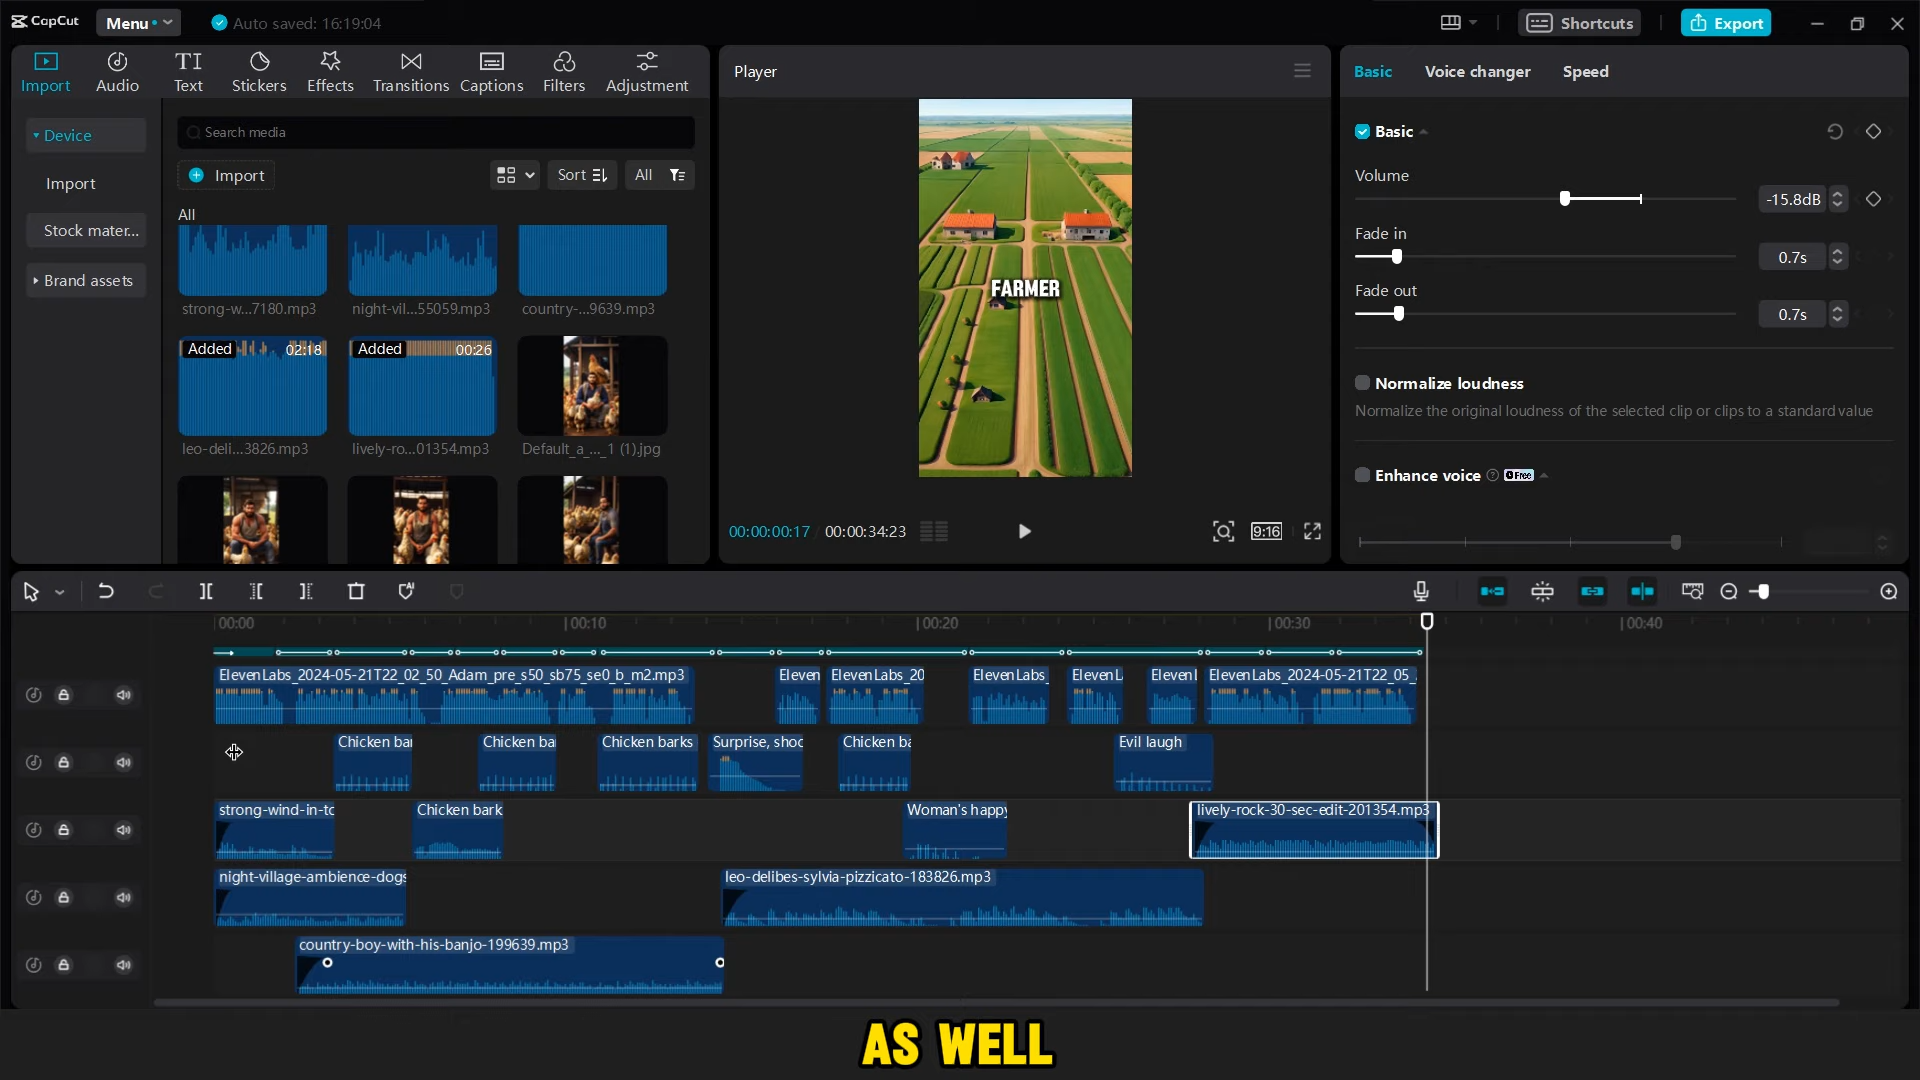 CapCut
Menu
Auto saved: 16:19:04
Shortcuts
Export
Import
Audio
TI
Text
Stickers
Effects
Transitions
Captions
Filters
Adjustment
Device
Import
Stock mater...
Brand assets
Search media
Import
Sort
All
All
strong-w...7180.mp3
night-vil...55059.mp3
country-...9639.mp3
Added
02:18
Added
00:26
leo-deli...3826.mp3
lively-ro...01354.mp3
Default_a_..._1 (1).jpg
Player
FARMER
00:00:00:17
00:00:34:23
9:16
Basic
Voice changer
Speed
Basic
Volume
-15.8dB
Fade in
0.7s
Fade out
0.7s
Normalize loudness
Normalize the original loudness of the selected clip or clips to a standard value
Enhance voice
Free
00:00
00:10
00:20
00:30
00:40
ElevenLabs_2024-05-21T22_02_50_Adam_pre_s50_sb75_se0_b_m2.mp3
Eleven
ElevenLabs_20
ElevenLabs_
ElevenL
Eleven
ElevenLabs_2024-05-21T22_05_
Chicken bar
Chicken ba
Chicken barks
Surprise, shoc
Chicken ba
Evil laugh
strong-wind-in-to
Chicken bark
Woman's happy
lively-rock-30-sec-edit-201354.mp3
night-village-ambience-dogs
leo-delibes-sylvia-pizzicato-183826.mp3
country-boy-with-his-banjo-199639.mp3
AS WELL